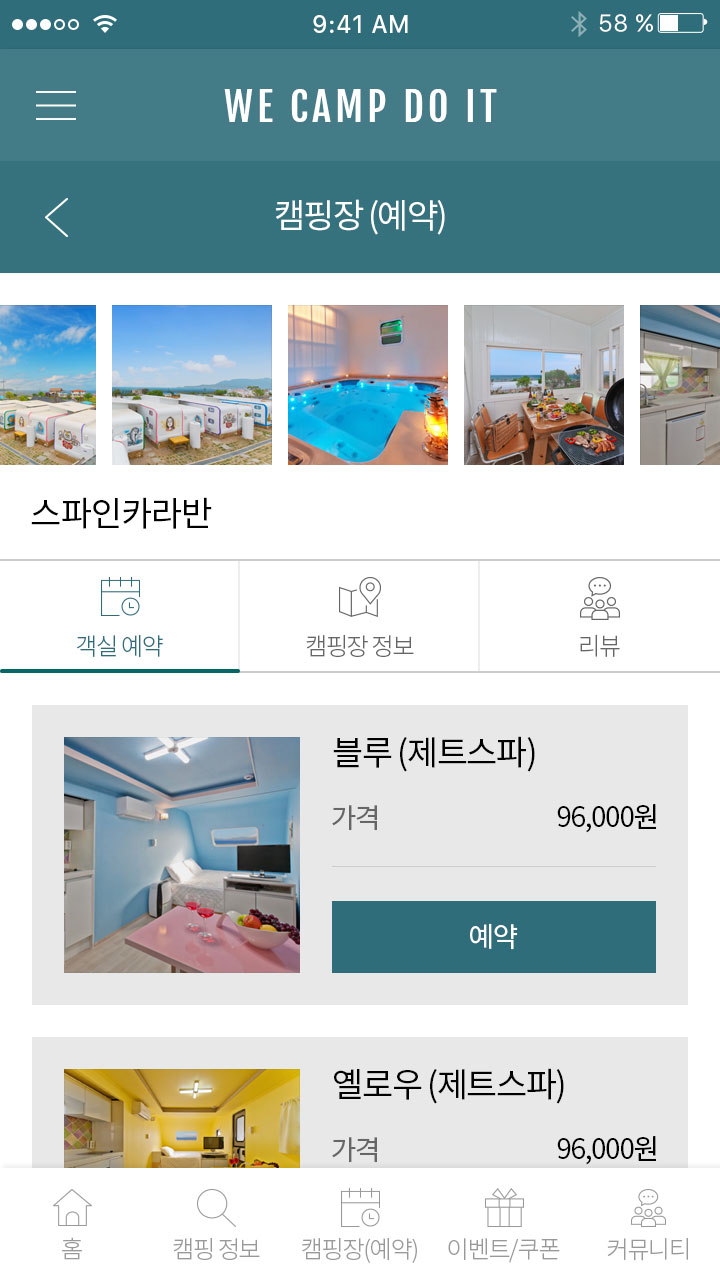 9:41 AM
58 %
WE CAMP DO IT
캠핑장 (예약)
스파인카라반
객실 예약
캠핑장 정보
리뷰
블루 (제트스파)
가격
96,000원
예약
옐로우 (제트스파)
가격
96,000원
홈
캠핑 정보
캠핑장(예약)
이벤트/쿠폰
커뮤니티